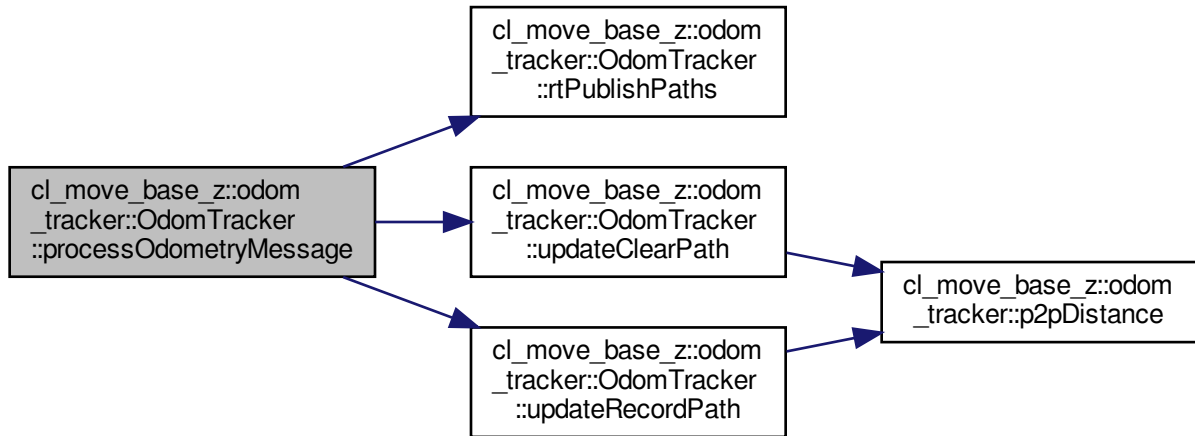 cl_move_base_z::odom
_tracker::OdomTracker
::rtPublishPaths
cl_move_base_z::odom
_tracker::OdomTracker
::processOdometryMessage
cl_move_base_z::odom
_tracker::OdomTracker
::updateClearPath
cl_move_base_z::odom
_tracker::p2pDistance
cl_move_base_z::odom
_tracker::OdomTracker
::updateRecordPath